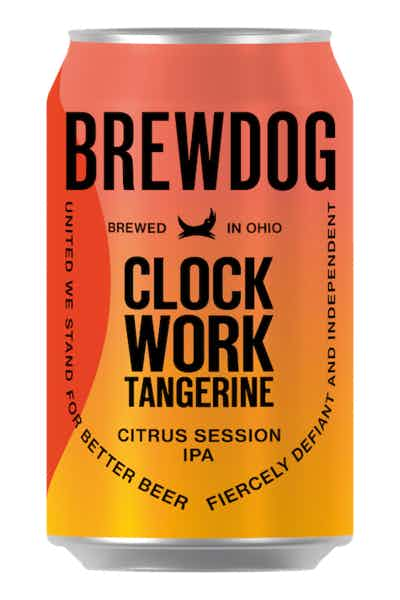 BREWDOG
BREWED IN OHIO
CLOCK
WORK
TANGERINE
CITRUS SESSION
IPA
UNITED WE STAND FOR BETTER BEER
FIERCELY DEFIANT AND INDEPENDENT